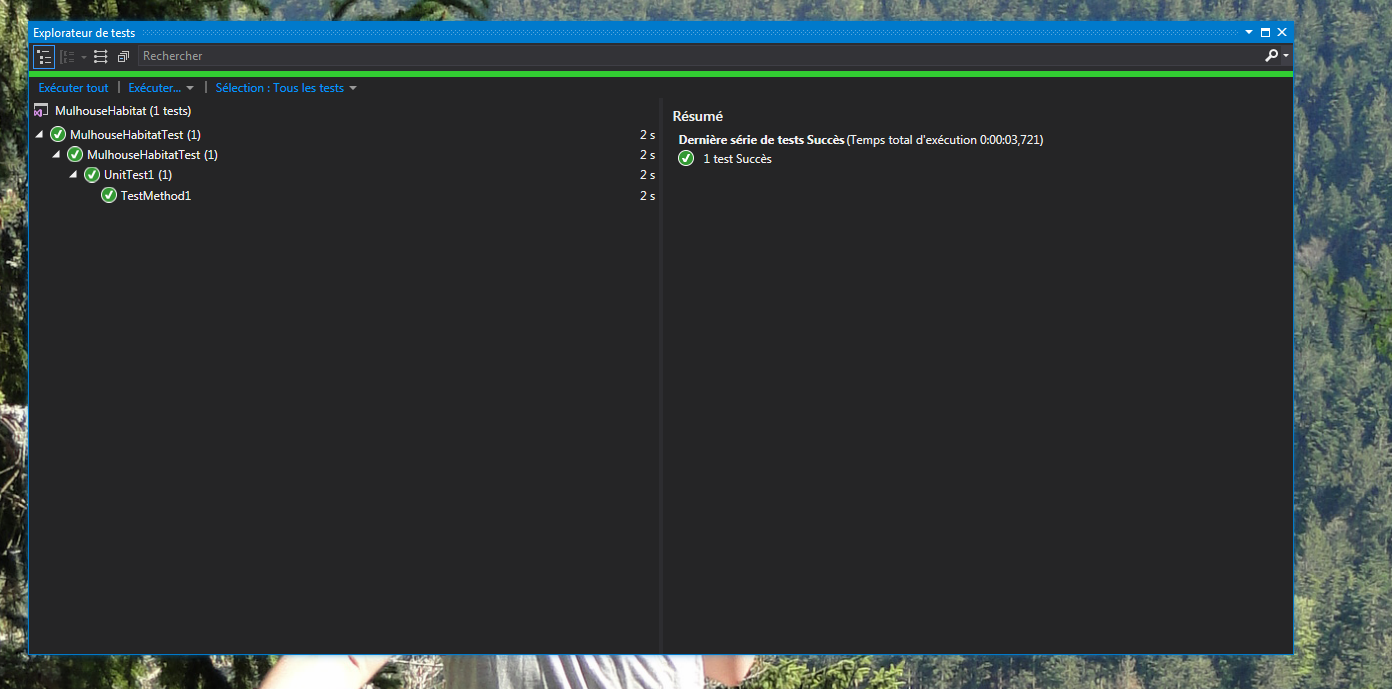 Explorateur de tests
Rechercher
Exécuter tout | Exécuter... | Sélection : Tous les tests
MulhouseHabitat (1 tests)
MulhouseHabitatTest (1) 2 s
MulhouseHabitatTest (1) 2 s
UnitTest1 (1) 2 s
TestMethod1 2 s
Résumé
Dernière série de tests Succès (Temps total d'exécution 0:00:03,721)
1 test Succès